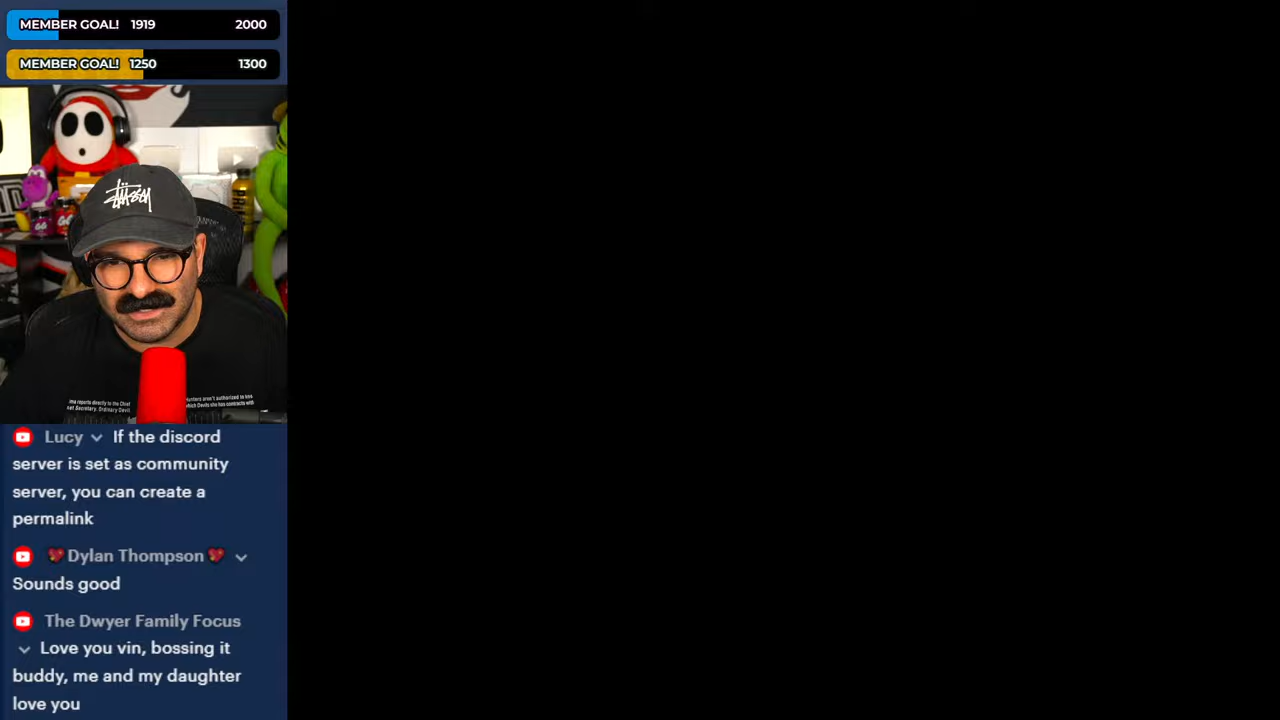 MEMBER GOAL! 1919 2000
MEMBER GOAL! 1250 1300
STÜSSY
Lucy If the discord
server is set as community
server, you can create a
permalink
Dylan Thompson
Sounds good
The Dwyer Family Focus
Love you vin, bossing it
buddy, me and my daughter
love you